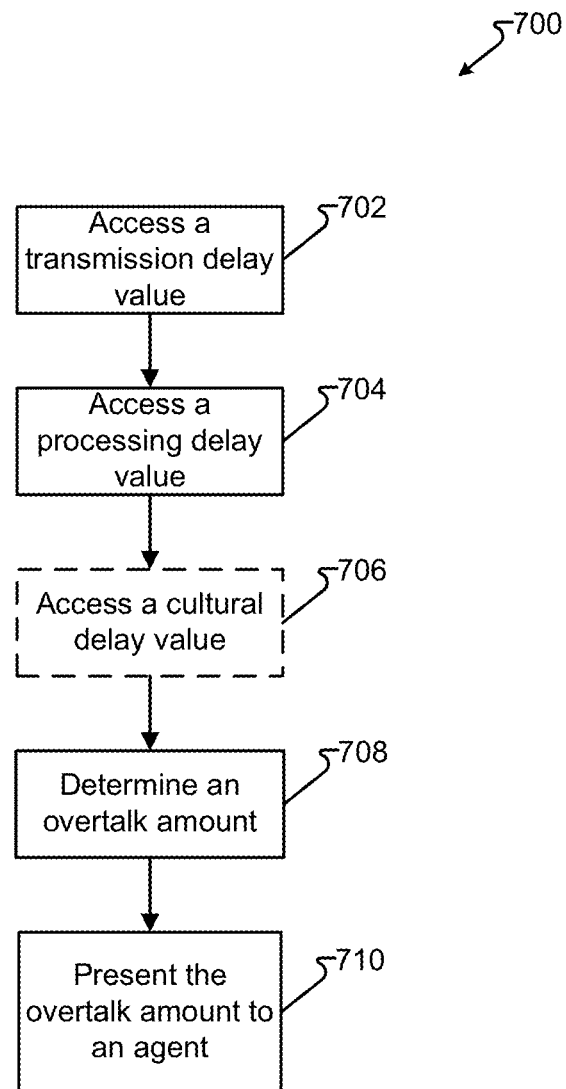 700
702
Access a
transmission delay
value
704
Access a
processing delay
value
706
Access a cultural
delay value
708
Determine an
overtalk amount
710
Present the
overtalk amount to
an agent